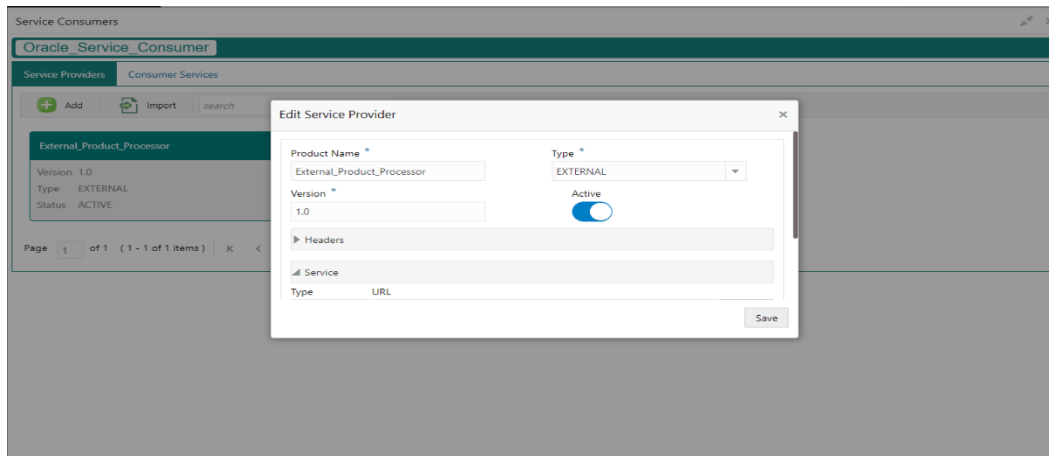 Service Consumers
Oracle_Service_Consumer
Service Providers Consumer Services
Add Import search
External_Product_Processor
Version 1.0
Type EXTERNAL
Status ACTIVE
Page 1 of 1 (1 - 1 of 1 items)
Edit Service Provider
Product Name * Type *
External_Product_Processor EXTERNAL
Version * Active
1.0
Headers
Service
Type URL
Save